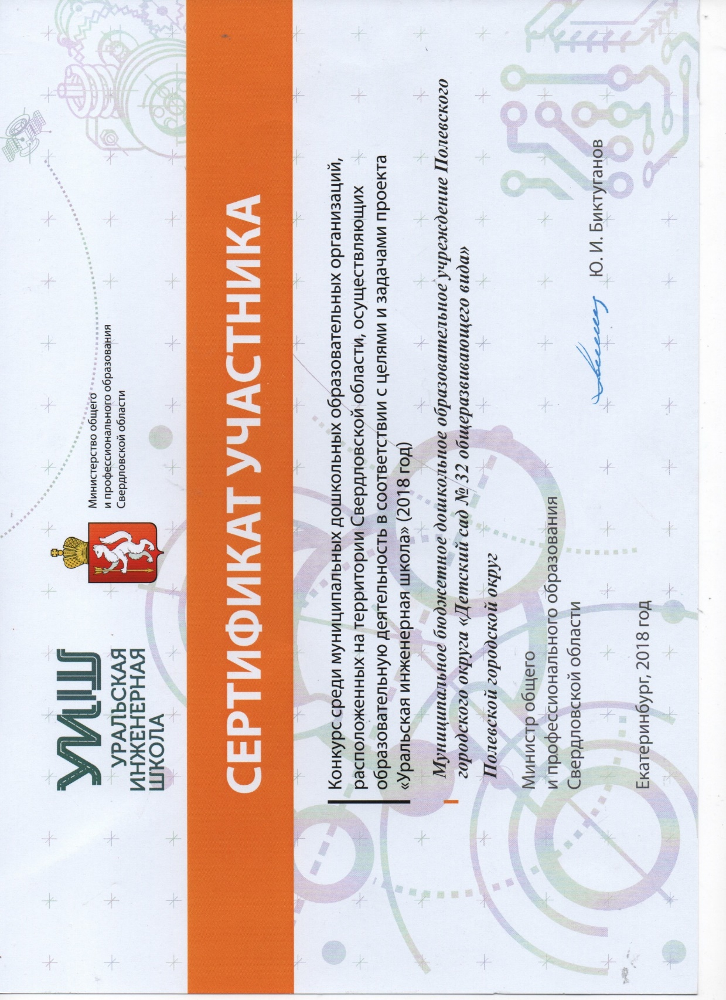 УИШ
УРАЛЬСКАЯ
ИНЖЕНЕРНАЯ
ШКОЛА
Министерство общего
и профессионального образования
Свердловской области
СЕРТИФИКАТ УЧАСТНИКА
Конкурс среди муниципальных дошкольных образовательных организаций,
расположенных на территории Свердловской области, осуществляющих
образовательную деятельность в соответствии с целями и задачами проекта
«Уральская инженерная школа» (2018 год)
Муниципальное бюджетное дошкольное образовательное учреждение Полевского
городского округа «Детский сад № 32 общеразвивающего вида»
Полевской городской округ
Министр общего
и профессионального образования
Свердловской области
Ю. И. Биктуганов
Екатеринбург, 2018 год